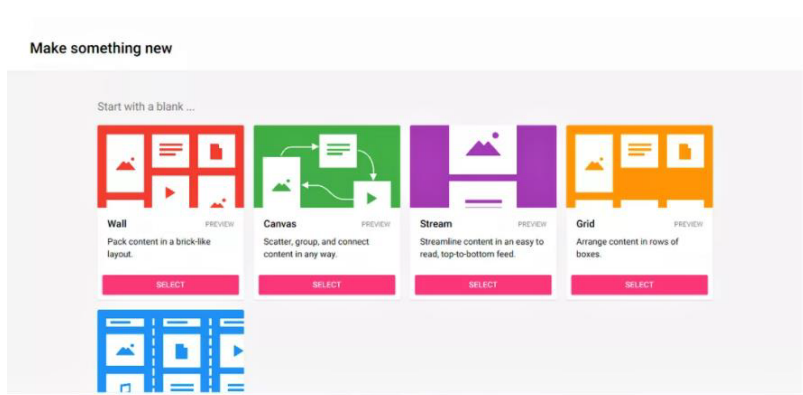 Make something new
Start with a blank ...
Wall PREVIEW
Pack content in a brick-like
layout.
SELECT
Canvas PREVIEW
Scatter, group, and connect
content in any way.
SELECT
Stream PREVIEW
Streamline content in an easy to
read, top-to-bottom feed.
SELECT
Grid PREVIEW
Arrange content in rows of
boxes.
SELECT